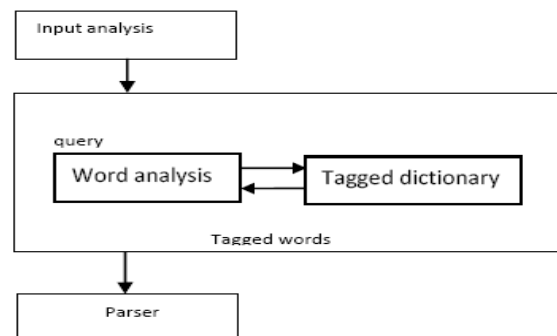 Input analysis
query
Word analysis
Tagged dictionary
Tagged words
Parser